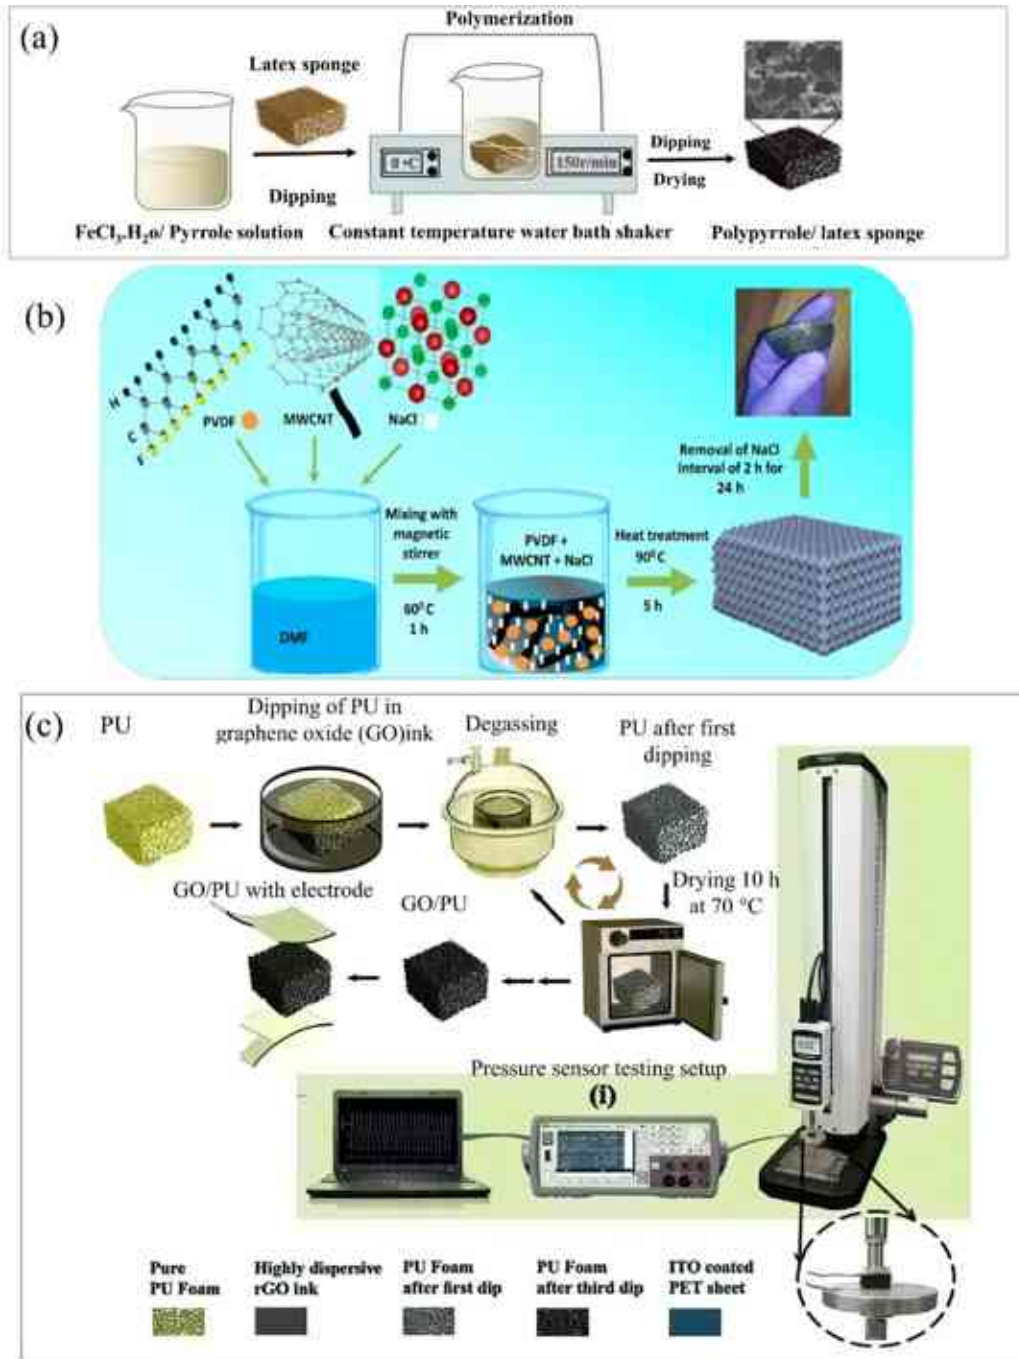 (a)
Polymerization
Latex sponge
Dipping
0 °C
150r/min
Dipping
Drying
FeCl₃.H₂o/ Pyrrole solution
Constant temperature water bath shaker
Polypyrrole/ latex sponge
(b)
H
C
F
PVDF
MWCNT
NaCl
Mixing with
magnetic
stirrer
60⁰ C
1 h
DMF
PVDF +
MWCNT + NaCl
Heat treatment
90⁰ C
5 h
Removal of NaCl
Interval of 2 h for
24 h
(c)
PU
Dipping of PU in
graphene oxide (GO)ink
Degassing
PU after first
dipping
Drying 10 h
at 70 °C
GO/PU
GO/PU with electrode
Pressure sensor testing setup
(i)
Pure
PU Foam
Highly dispersive
rGO ink
PU Foam
after first dip
PU Foam
after third dip
ITO coated
PET sheet